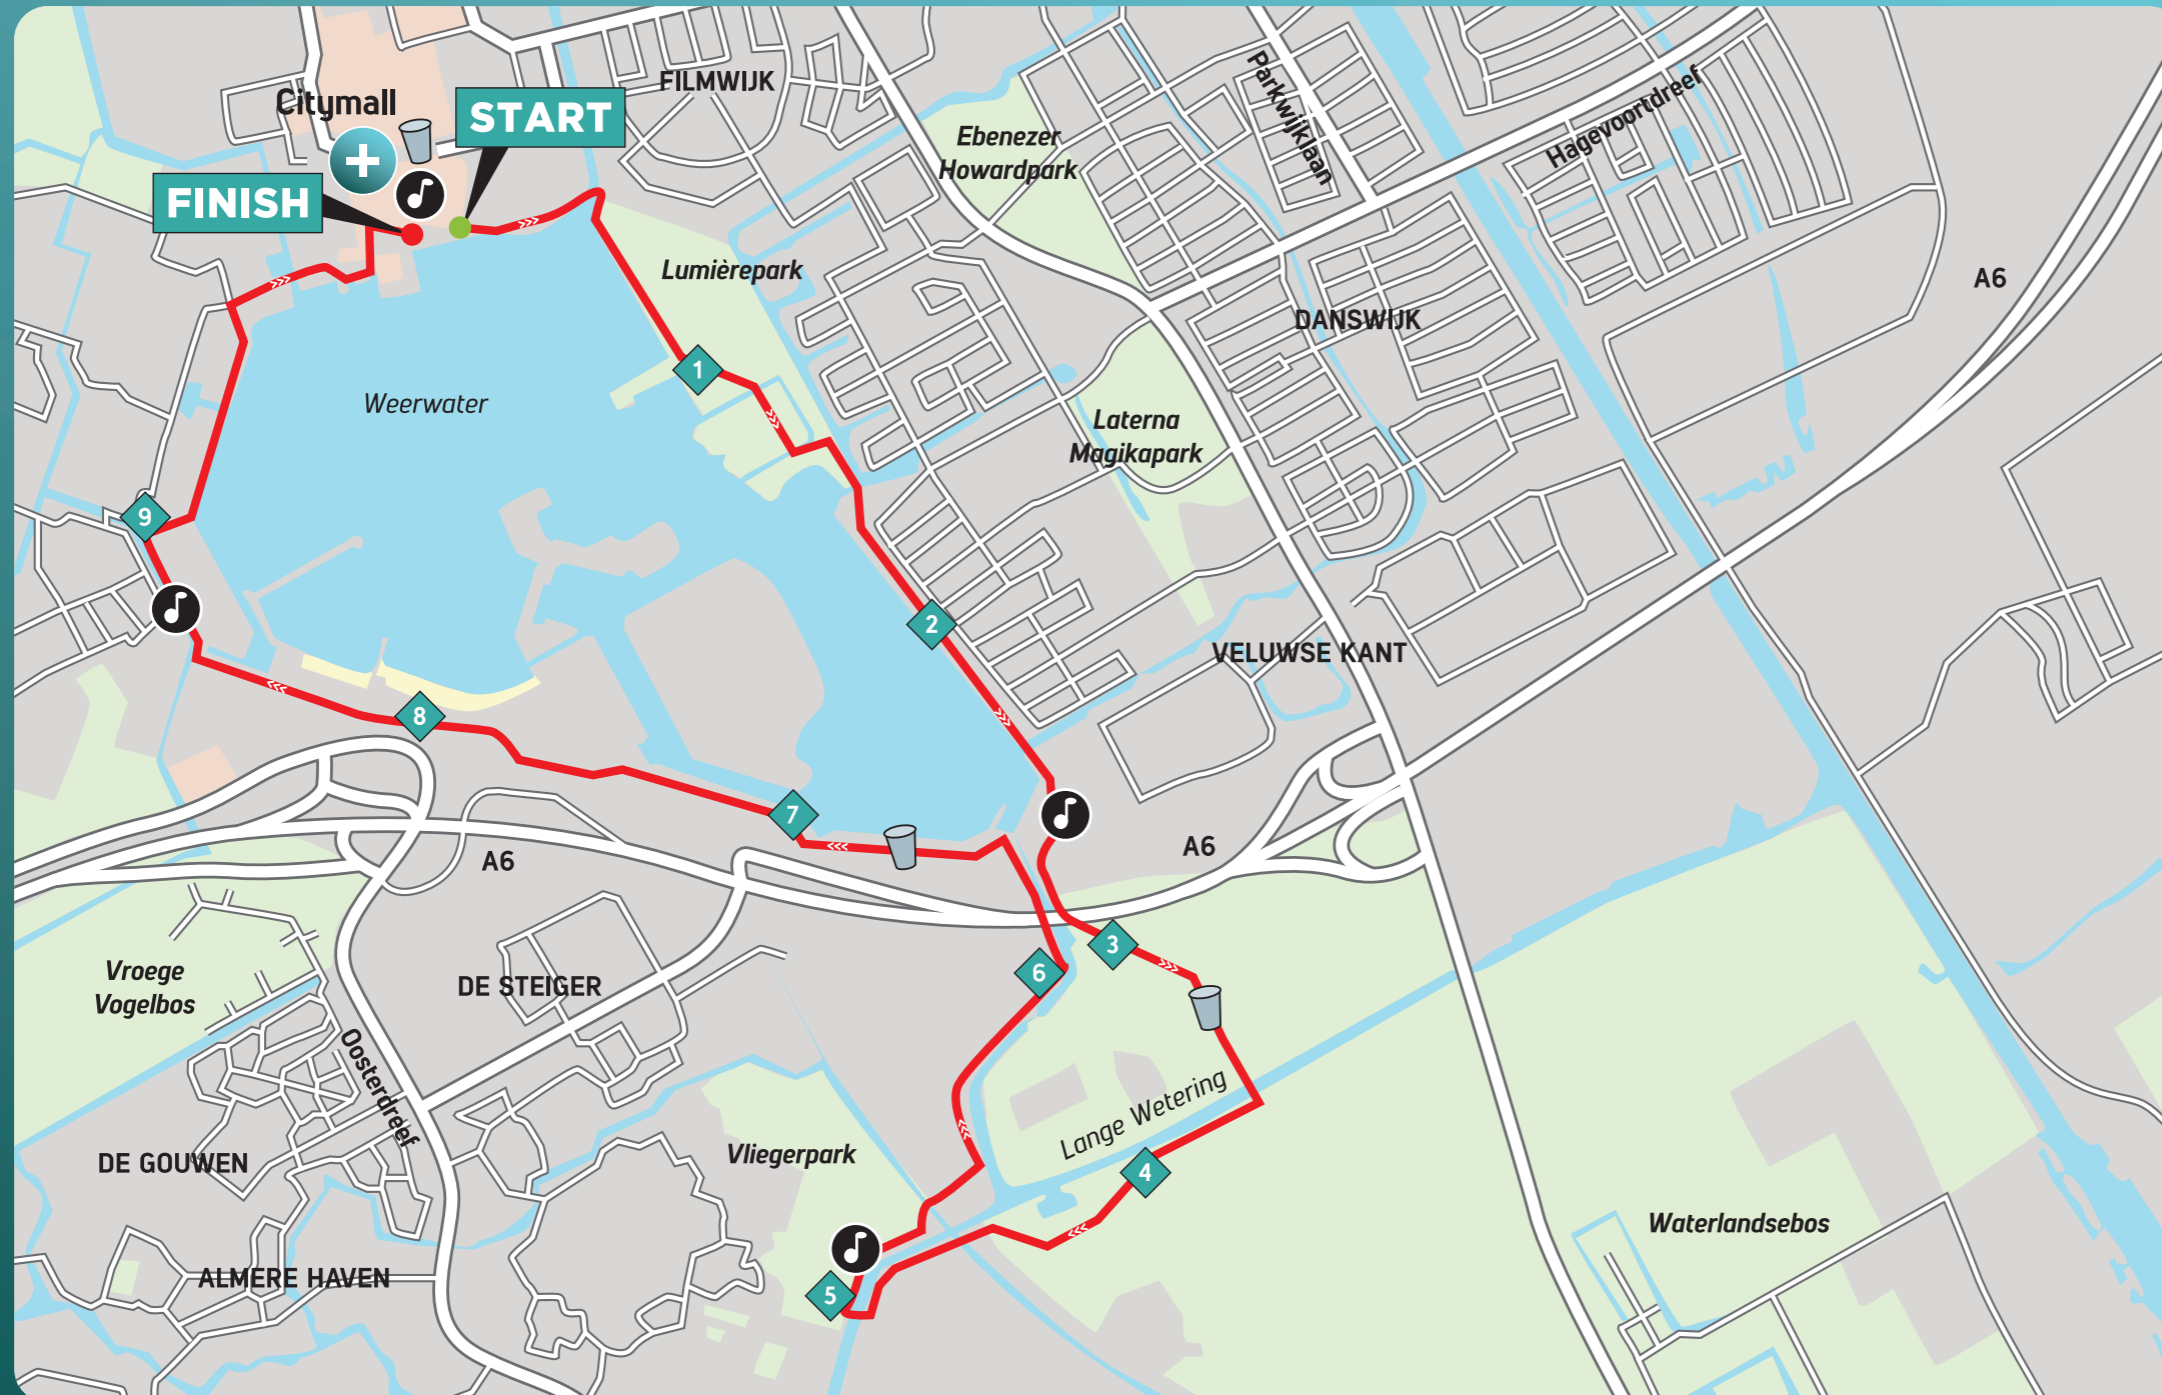 FILMWIJK
Citymall
START
FINISH
Ebenezer
Howardpark
Parkwijklaan
Hagevoortdreef
Lumièrepark
A6
DANSWIJK
1
Weerwater
Laterna
Magikapark
9
2
VELUWSE KANT
8
7
A6
A6
3
6
Vroege
Vogelbos
DE STEIGER
Oosterdreef
Lange Wetering
DE GOUWEN
Vliegerpark
4
Waterlandsebos
ALMERE HAVEN
5